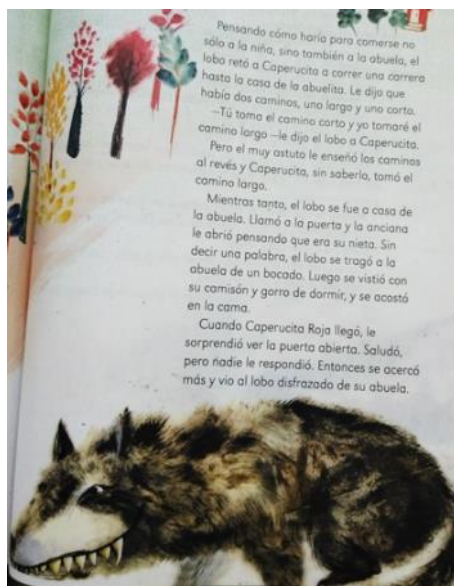 Pensando cómo haría para comerse no
sólo a la niña, sino también a la abuela, el
lobo retó a Caperucita a correr una carrera
hasta la casa de la abuelita. Le dijo que
había dos caminos, uno largo y uno corto.
—Tú toma el camino corto y yo tomaré el
camino largo —le dijo el lobo a Caperucita.
Pero el muy astuto le enseñó los caminos
al revés y Caperucita, sin saberlo, tomó el
camino largo.
Mientras tanto, el lobo se fue a casa de
la abuela. Llamó a la puerta y la anciana
le abrió pensando que era su nieta. Sin
decir una palabra, el lobo se tragó a la
abuela de un bocado. Luego se vistió con
su camisón y gorro de dormir, y se acostó
en la cama.
Cuando Caperucita Roja llegó, le
sorprendió ver la puerta abierta. Saludó,
pero nadie le respondió. Entonces se acercó
más y vio al lobo disfrazado de su abuela.